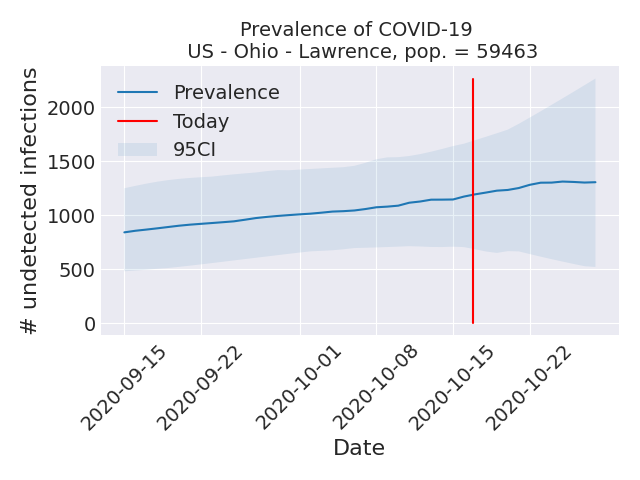 Prevalence of COVID-19
US - Ohio - Lawrence, pop. = 59463
# undetected infections
2000
1500
1000
500
0
Prevalence
Today
95CI
2020-09-15
2020-09-22
2020-10-01
2020-10-08
2020-10-15
2020-10-22
Date